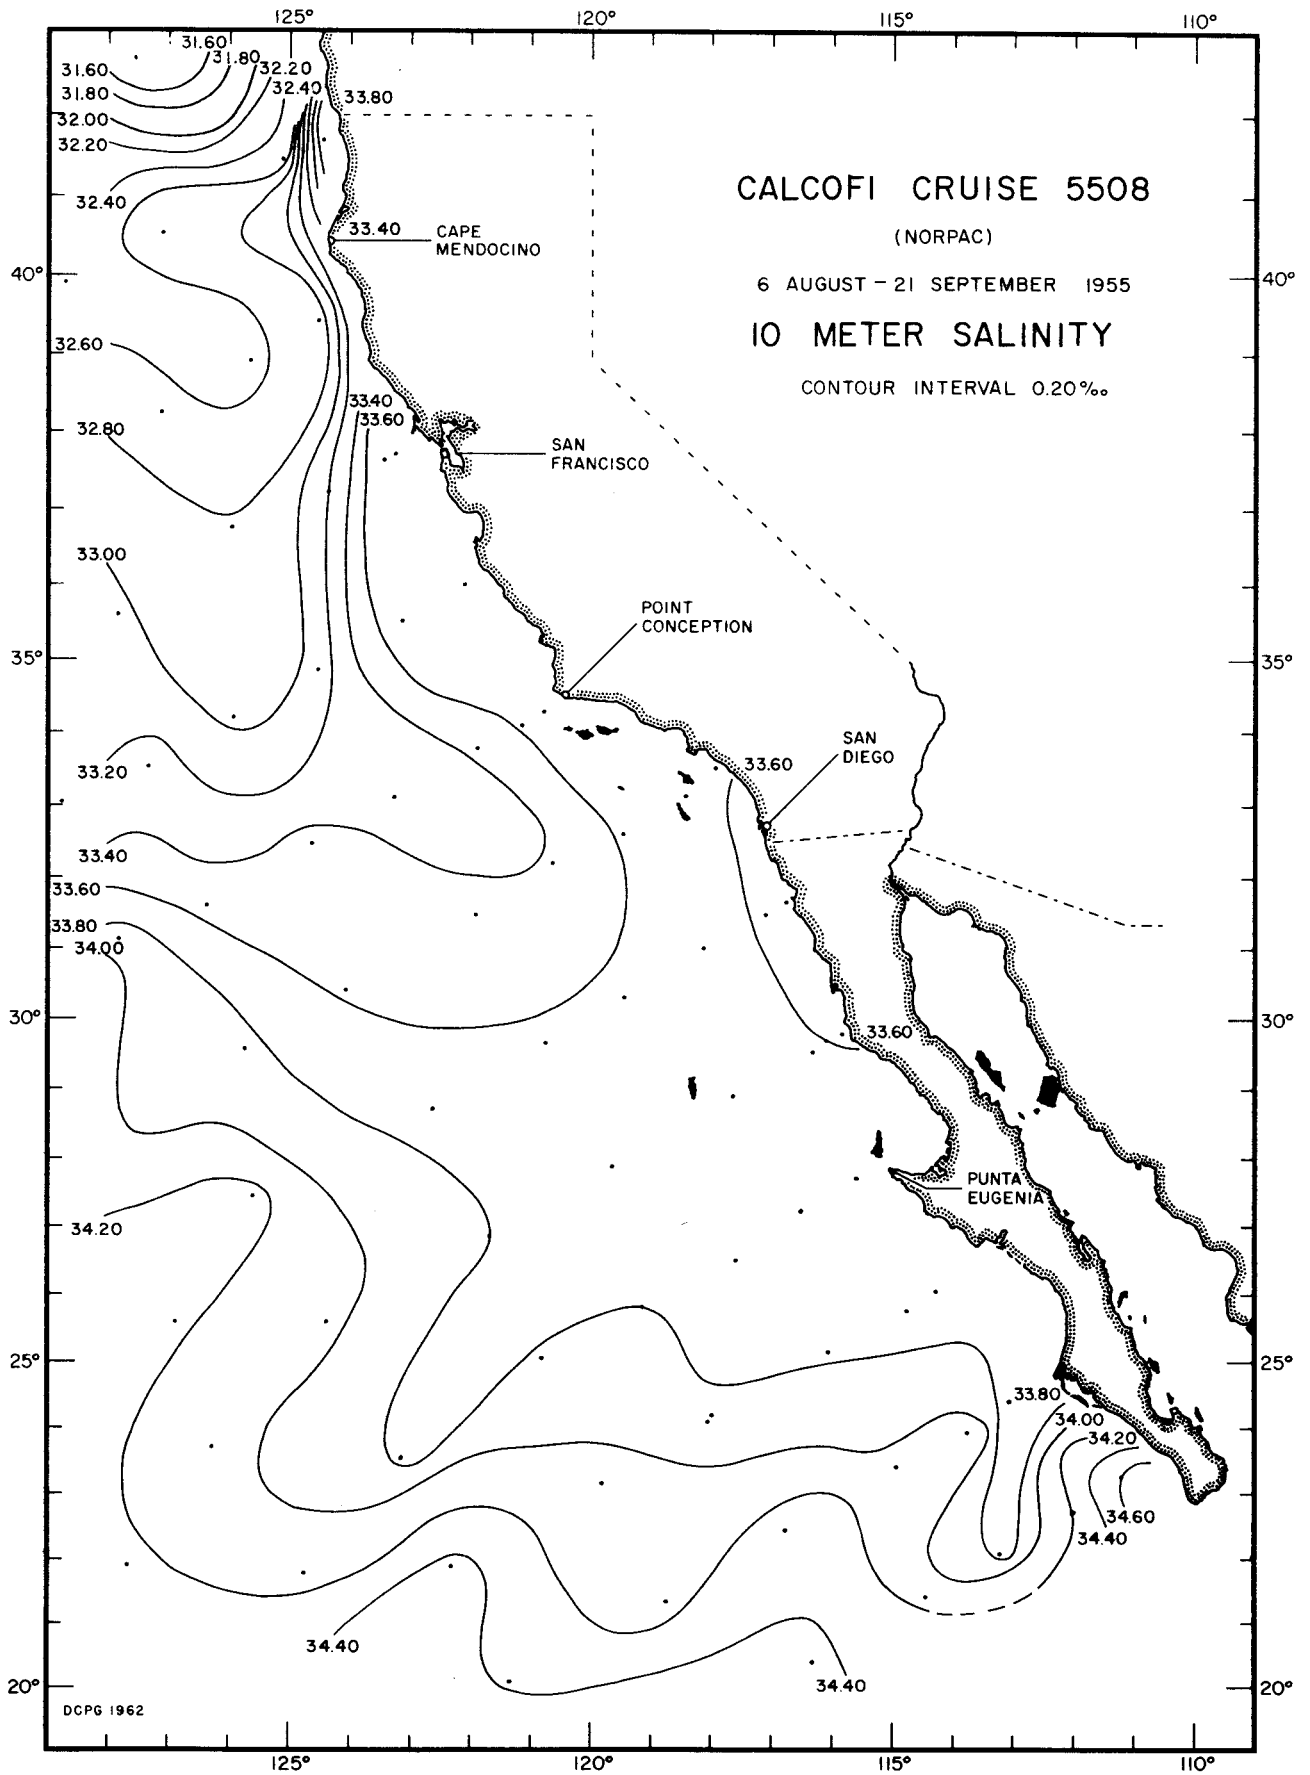 125° 120° 115° 110°
31.60
31.80
31.60
32.20
31.80
32.40
33.80
32.00
32.20
CALCOFI CRUISE 5508
32.40
33.40
CAPE
MENDOCINO
(NORPAC)
40° 40°
6 AUGUST – 21 SEPTEMBER 1955
10 METER SALINITY
32.60
CONTOUR INTERVAL 0.20‰
33.40
33.60
32.80
SAN
FRANCISCO
33.00
POINT
CONCEPTION
35° 35°
SAN
DIEGO
33.60
33.20
33.40
33.60
33.80
34.00
30° 30°
33.60
PUNTA
EUGENIA
34.20
25° 25°
33.80
34.00
34.20
34.60
34.40
34.40
34.40
20° 20°
DCPG 1962
125° 120° 115° 110°